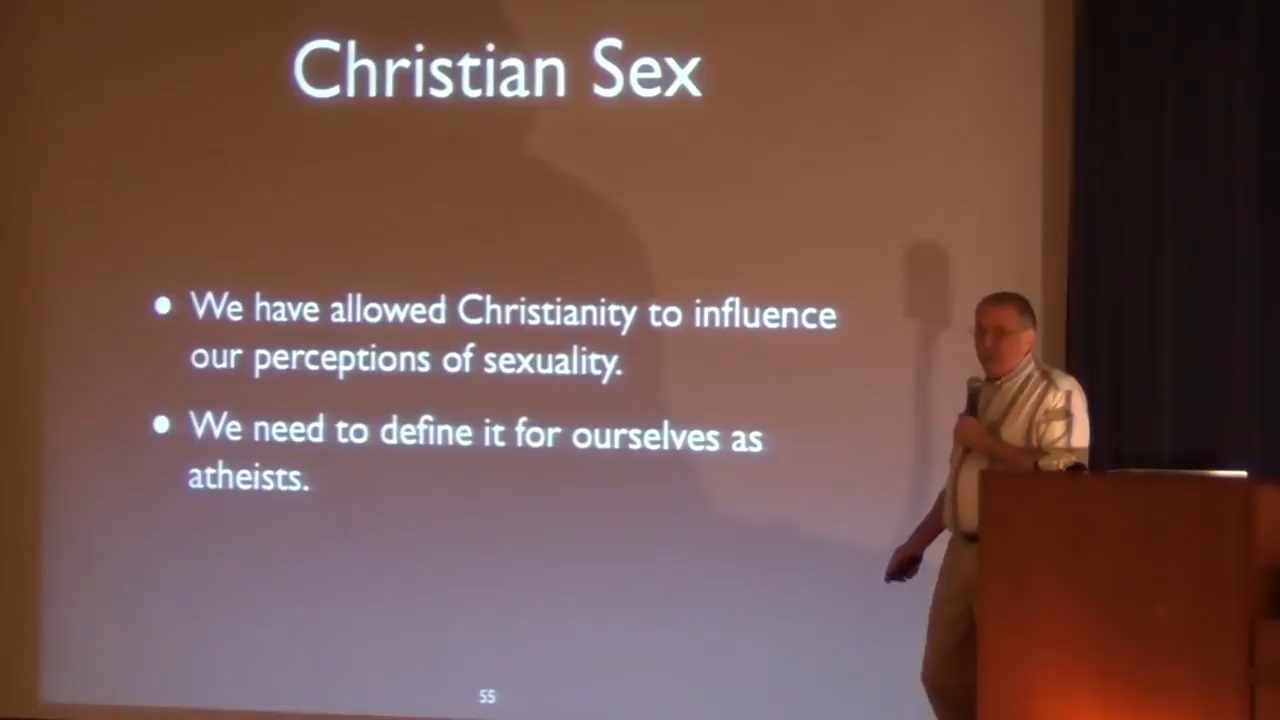 Christian Sex
• We have allowed Christianity to influence
our perceptions of sexuality.
• We need to define it for ourselves as
atheists.
55